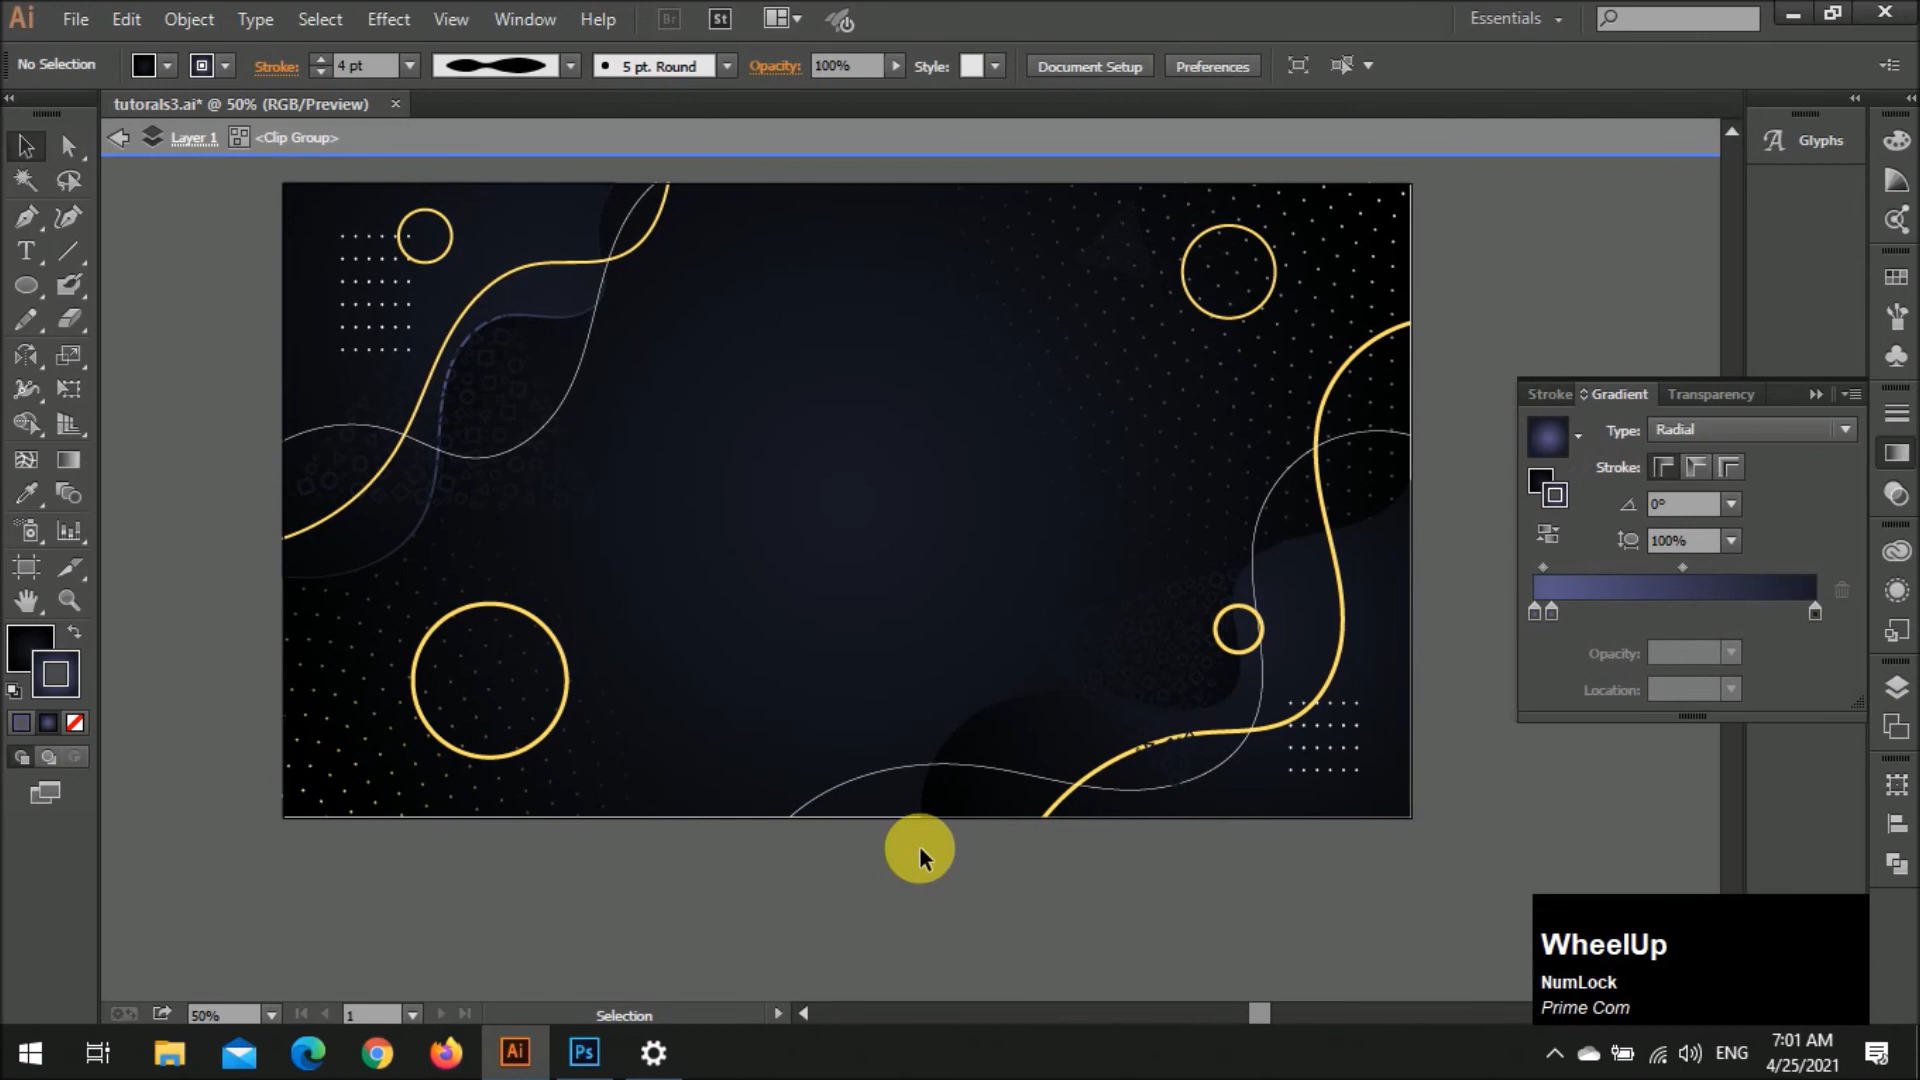 Ai File Edit Object Type Select Effect View Window Help Br St Essentials
No Selection Stroke: 4 pt 5 pt. Round Opacity: 100% Style: Document Setup Preferences
tutorals3.ai* @ 50% (RGB/Preview) ×
Layer 1 <Clip Group>
A Glyphs
Stroke Gradient Transparency
Type: Radial
Stroke:
0°
100%
Opacity:
Location:
WheelUp
NumLock
Prime Com
50% 1 Selection
Ai Ps ENG
7:01 AM
4/25/2021